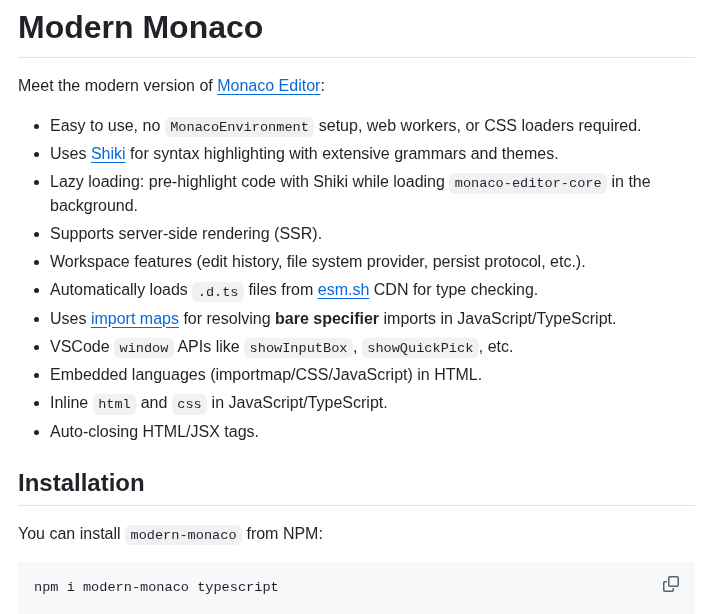 Modern Monaco
Meet the modern version of Monaco Editor:
Easy to use, no MonacoEnvironment setup, web workers, or CSS loaders required.
Uses Shiki for syntax highlighting with extensive grammars and themes.
Lazy loading: pre-highlight code with Shiki while loading monaco-editor-core in the
background.
Supports server-side rendering (SSR).
Workspace features (edit history, file system provider, persist protocol, etc.).
Automatically loads .d.ts files from esm.sh CDN for type checking.
Uses import maps for resolving bare specifier imports in JavaScript/TypeScript.
VSCode window APIs like showInputBox, showQuickPick, etc.
Embedded languages (importmap/CSS/JavaScript) in HTML.
Inline html and css in JavaScript/TypeScript.
Auto-closing HTML/JSX tags.
Installation
You can install modern-monaco from NPM:
npm i modern-monaco typescript